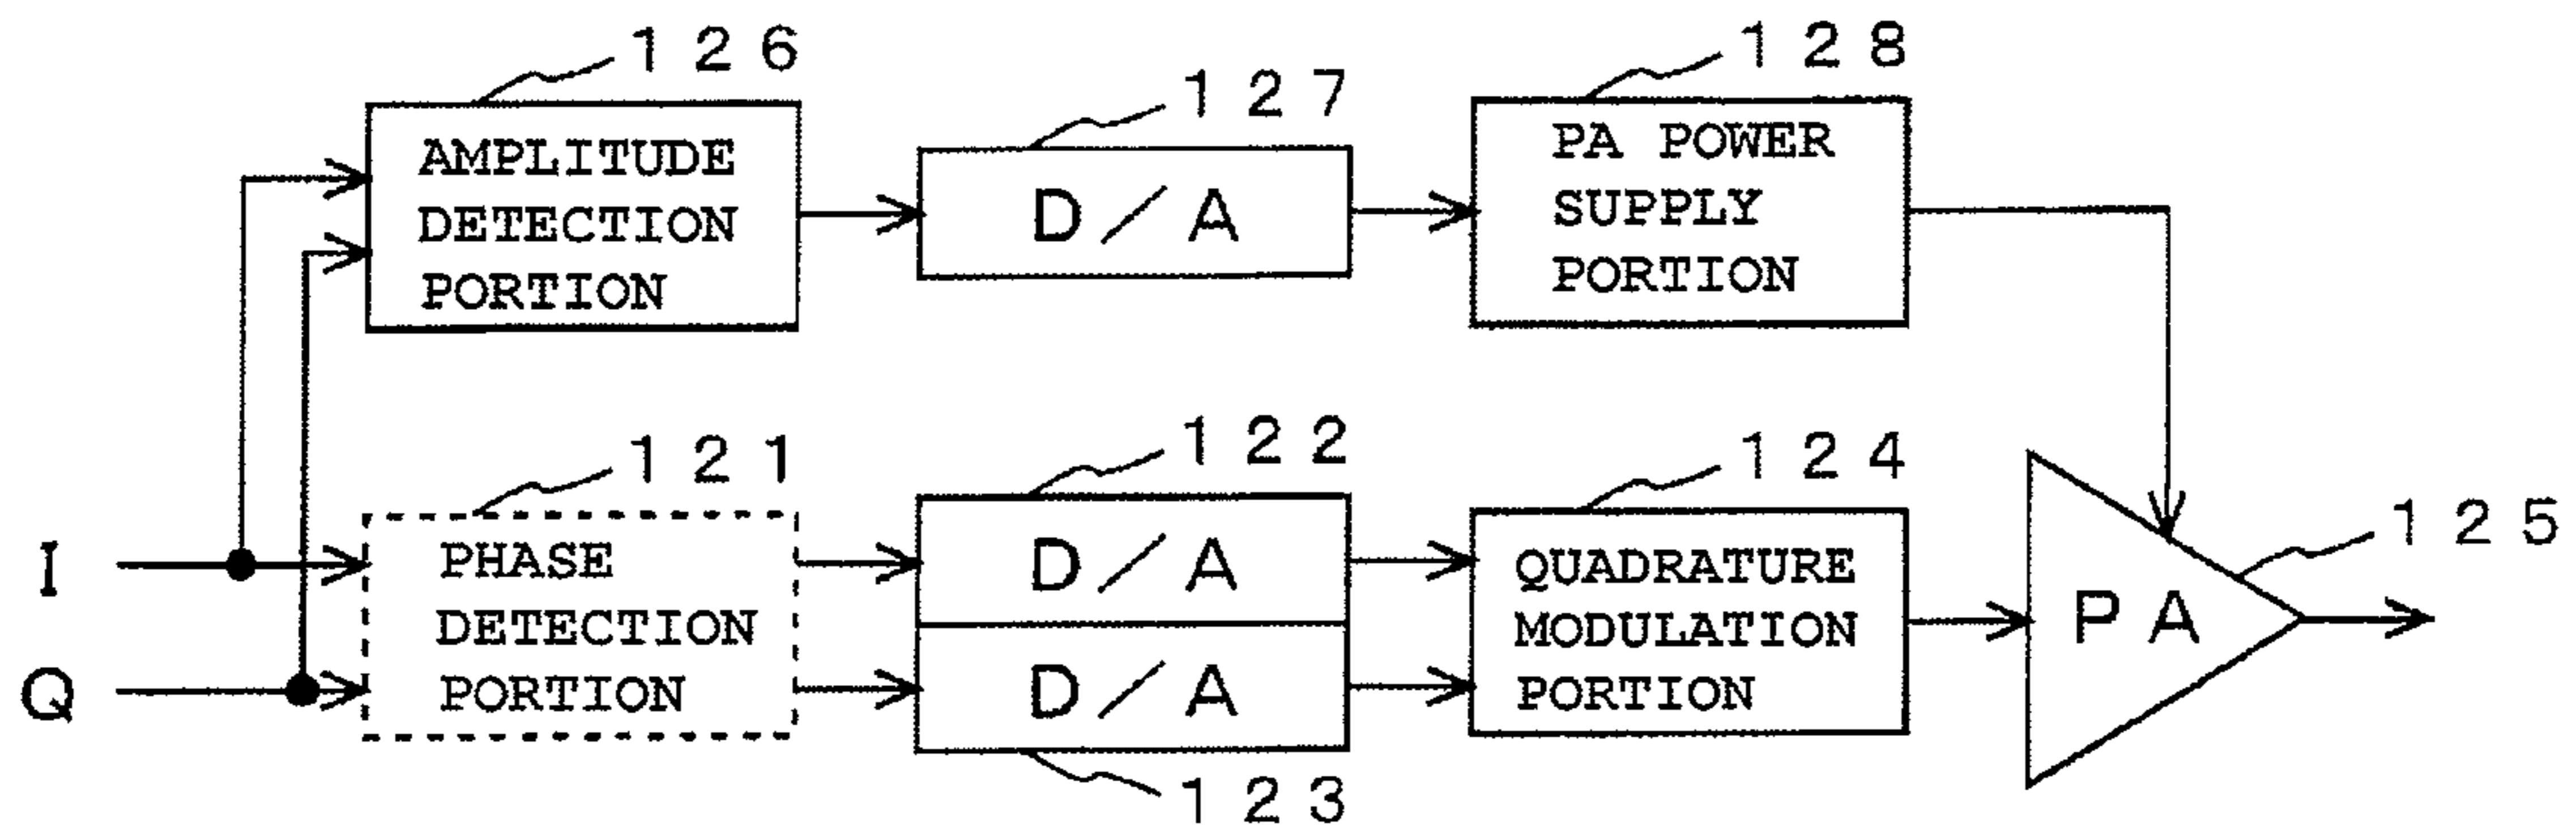 126
127
128
AMPLITUDE
DETECTION
PORTION
D/A
PA POWER
SUPPLY
PORTION
121
122
124
125
I
Q
PHASE
DETECTION
PORTION
D/A
D/A
QUADRATURE
MODULATION
PORTION
PA
123